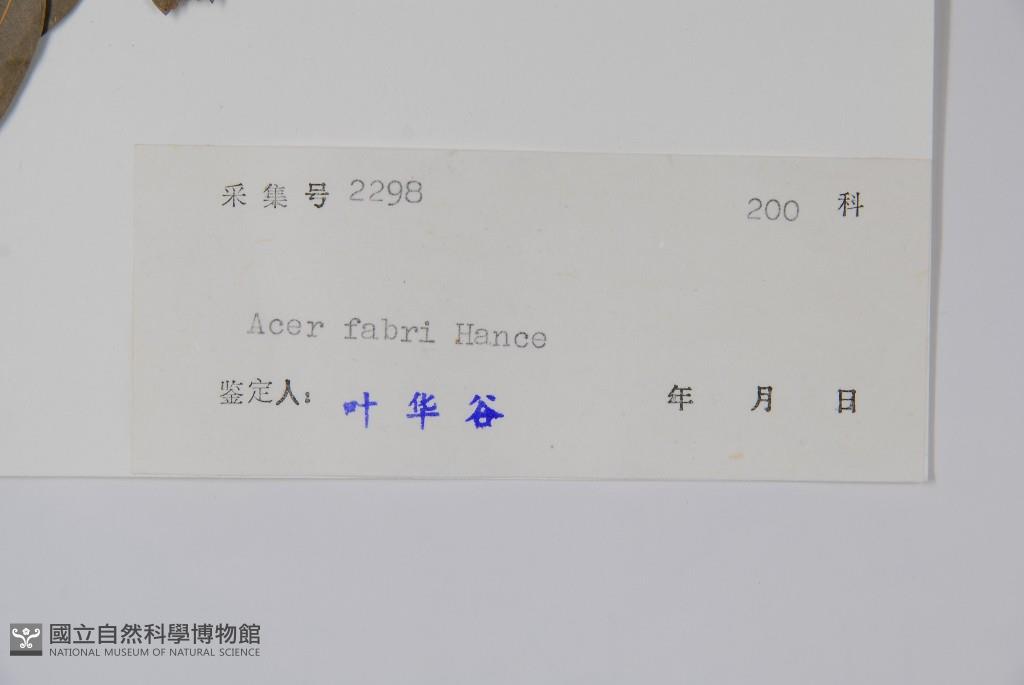 采集号 2298 200 科
Acer fabri Hance
鉴定人: 叶华谷 年 月 日
國立自然科學博物館
NATIONAL MUSEUM OF NATURAL SCIENCE